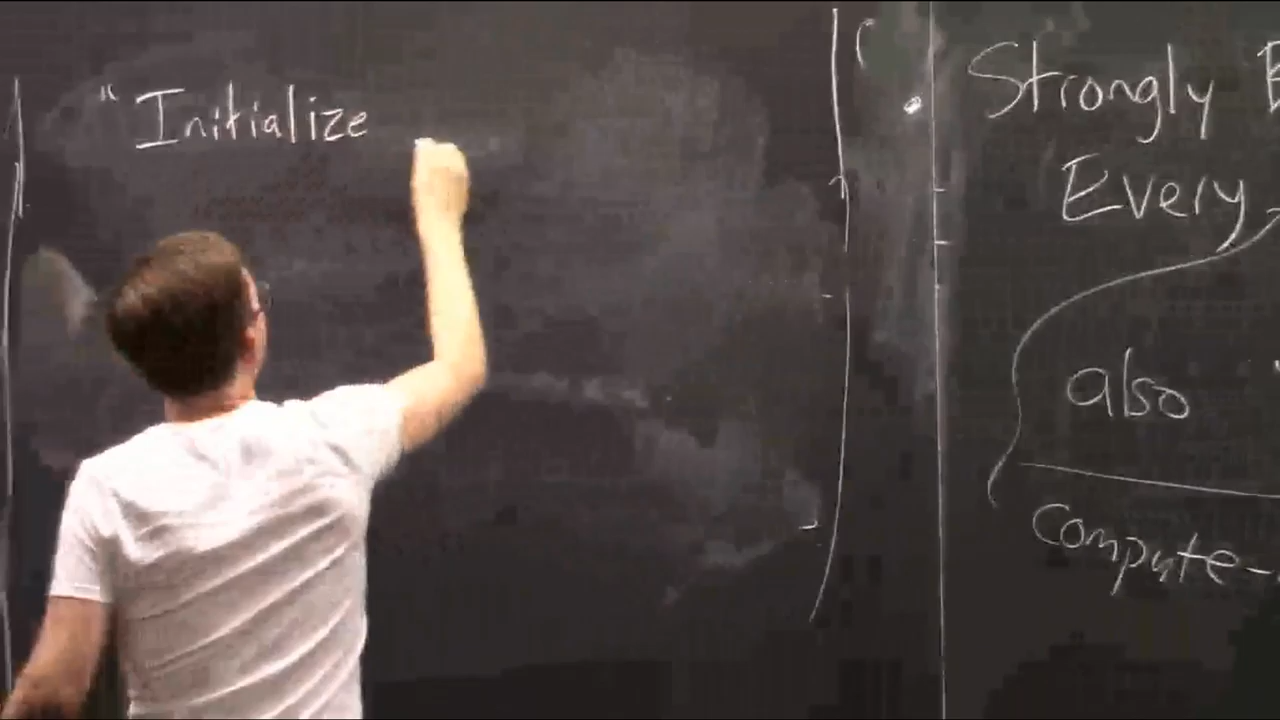 "Initialize
Strongly
Every
also
Compute-